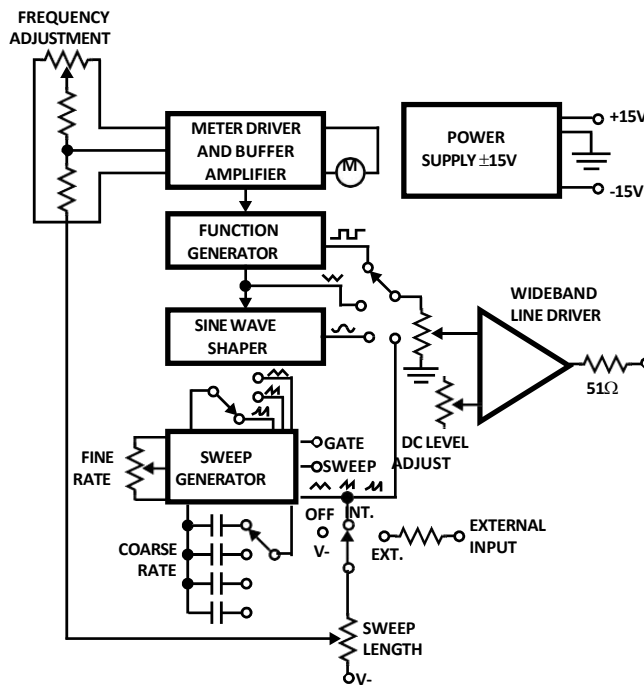 FREQUENCY
ADJUSTMENT
METER DRIVER
AND BUFFER
AMPLIFIER
M
POWER
SUPPLY ±15V
+15V
-15V
FUNCTION
GENERATOR
SINE WAVE
SHAPER
WIDEBAND
LINE DRIVER
51Ω
DC LEVEL
ADJUST
FINE
RATE
SWEEP
GENERATOR
GATE
SWEEP
OFF
NT.
V-
COARSE
RATE
EXT.
EXTERNAL
INPUT
SWEEP
LENGTH
V-